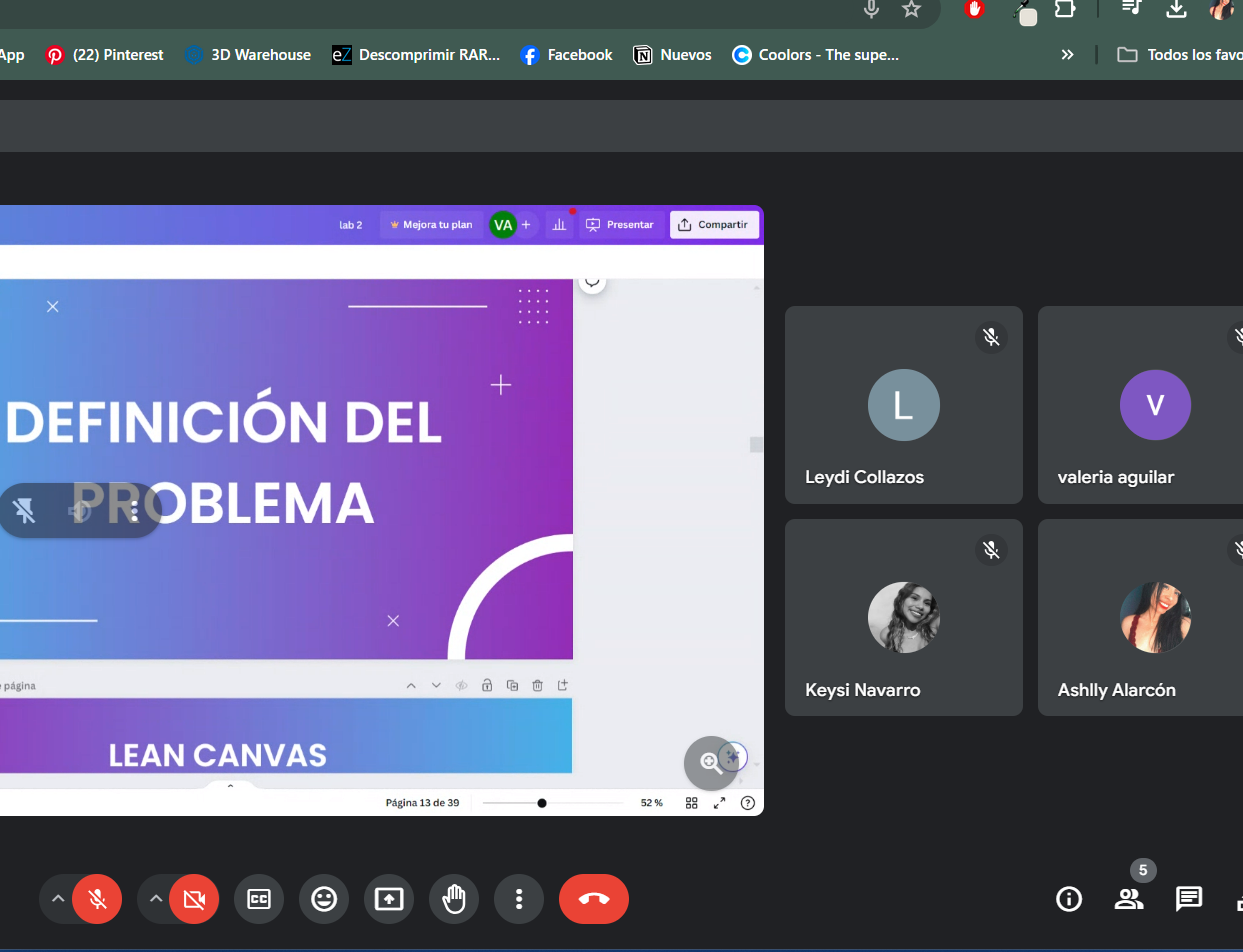 App (22) Pinterest 3D Warehouse eZ Descomprimir RAR... Facebook Nuevos Coolors - The supe... » Todos los favo
lab 2 Mejora tu plan VA + Presentar Compartir
DEFINICIÓN DEL
PROBLEMA
L
Leydi Collazos
V
valeria aguilar
Keysi Navarro
Ashlly Alarcón
página
LEAN CANVAS
Página 13 de 39 52 % ?
CC
5